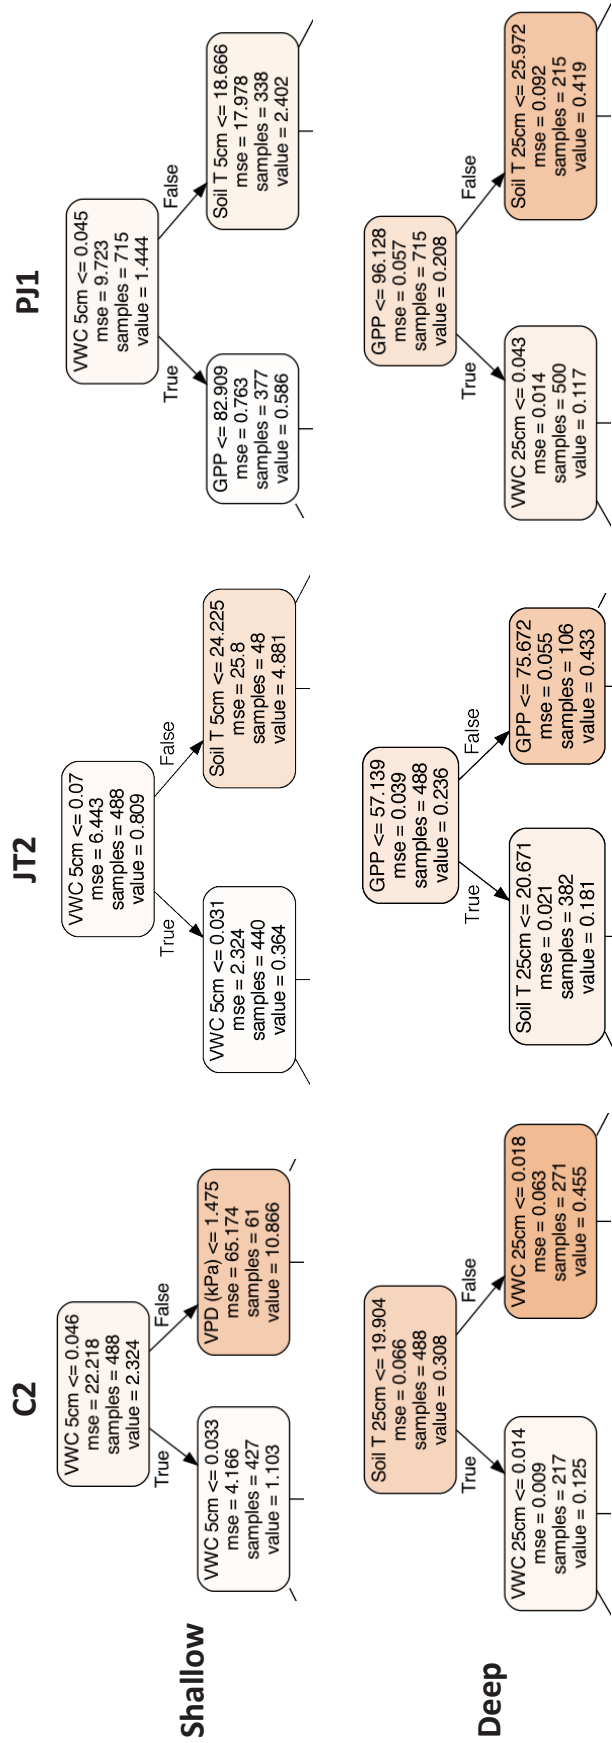 C2
JT2
PJ1
Shallow
VWC 5cm <= 0.046
mse = 22.218
samples = 488
value = 2.324
True
False
VWC 5cm <= 0.033
mse = 4.166
samples = 427
value = 1.103
VPD (kPa) <= 1.475
mse = 65.174
samples = 61
value = 10.866
VWC 5cm <= 0.07
mse = 6.443
samples = 488
value = 0.809
True
False
VWC 5cm <= 0.031
mse = 2.324
samples = 440
value = 0.364
Soil T 5cm <= 24.225
mse = 25.8
samples = 48
value = 4.881
VWC 5cm <= 0.045
mse = 9.723
samples = 715
value = 1.444
True
False
GPP <= 82.909
mse = 0.763
samples = 377
value = 0.586
Soil T 5cm <= 18.666
mse = 17.978
samples = 338
value = 2.402
Deep
Soil T 25cm <= 19.904
mse = 0.066
samples = 488
value = 0.308
True
False
VWC 25cm <= 0.014
mse = 0.009
samples = 217
value = 0.125
VWC 25cm <= 0.018
mse = 0.063
samples = 271
value = 0.455
GPP <= 57.139
mse = 0.039
samples = 488
value = 0.236
True
False
Soil T 25cm <= 20.671
mse = 0.021
samples = 382
value = 0.181
GPP <= 75.672
mse = 0.055
samples = 106
value = 0.433
GPP <= 96.128
mse = 0.057
samples = 715
value = 0.208
True
False
VWC 25cm <= 0.043
mse = 0.014
samples = 500
value = 0.117
Soil T 25cm <= 25.972
mse = 0.092
samples = 215
value = 0.419